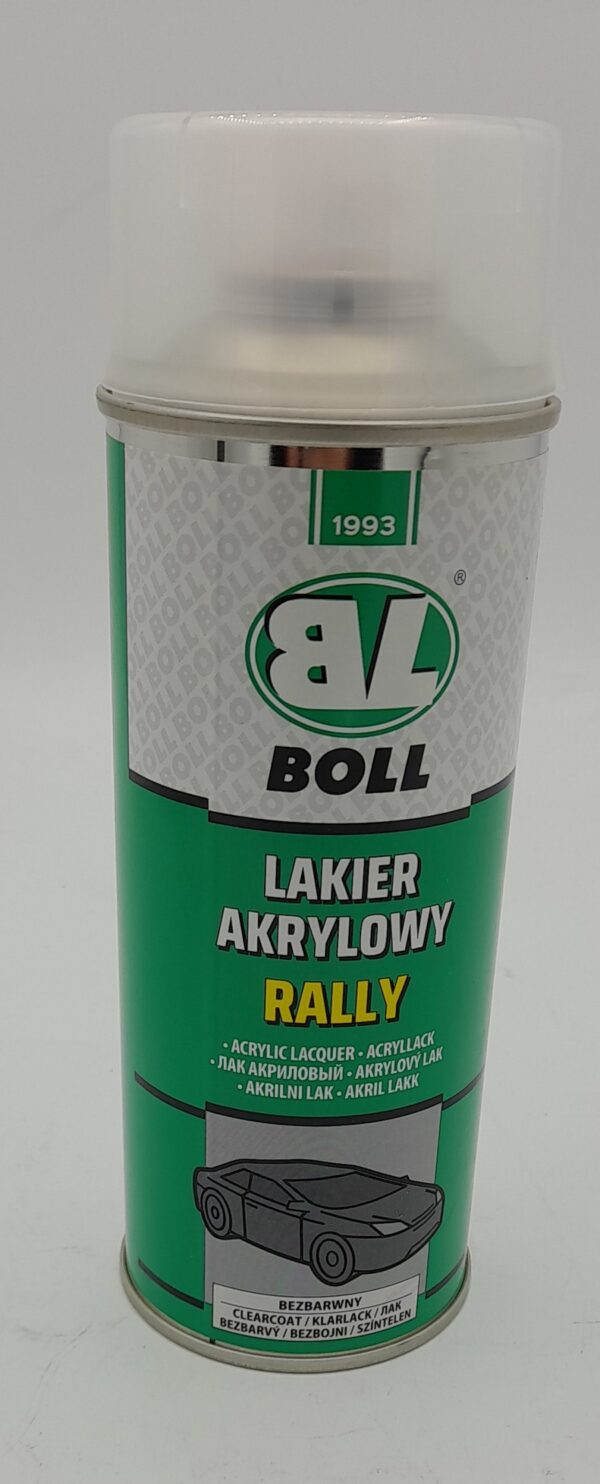 1993
BL
®
BOLL
LAKIER
AKRYLOWY
RALLY
• ACRYLIC LACQUER • ACRYLLACK
• ЛАК АКРИЛОВЫЙ • AKRYLOVÝ LAK
• AKRILNI LAK • AKRIL LAKK
BEZBARWNY
CLEARCOAT / KLARLACK / ЛАК
BEZBARVÝ / BEZBOJNI / SZÍNTELEN